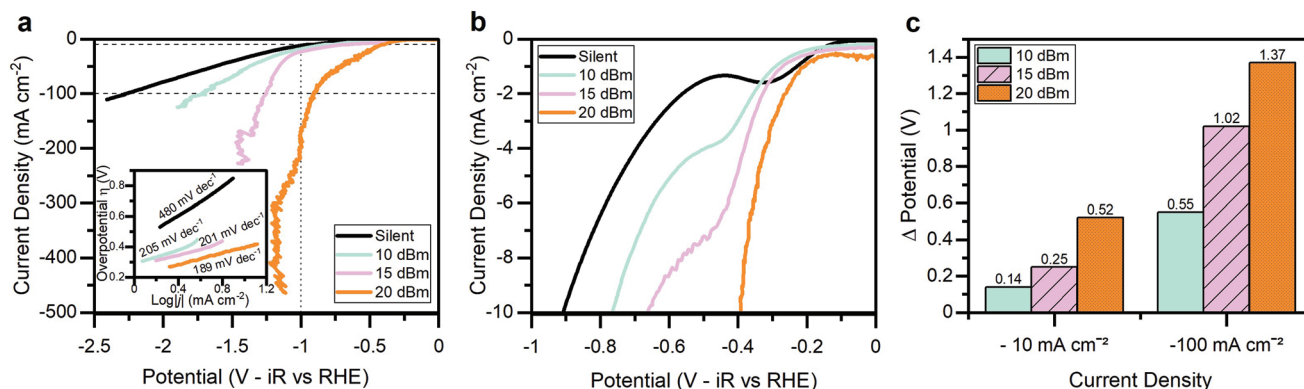 a
Current Density (mA cm⁻²)
0
-100
-200
-300
-400
-500
-2.5
-2
-1.5
-1
-0.5
0
Potential (V - iR vs RHE)
Overpotential η (V)
0.8
0.6
0.4
0.2
0
0.4
0.8
1.2
Log|j| (mA cm⁻²)
480 mV dec⁻¹
205 mV dec⁻¹
201 mV dec⁻¹
189 mV dec⁻¹
Silent
10 dBm
15 dBm
20 dBm
b
Current Density (mA cm⁻²)
0
-2
-4
-6
-8
-10
-1
-0.8
-0.6
-0.4
-0.2
0
Potential (V - iR vs RHE)
Silent
10 dBm
15 dBm
20 dBm
c
Δ Potential (V)
1.4
1.2
1
0.8
0.6
0.4
0.2
0
10 dBm
15 dBm
20 dBm
0.14
0.25
0.52
0.55
1.02
1.37
- 10 mA cm⁻²
-100 mA cm⁻²
Current Density